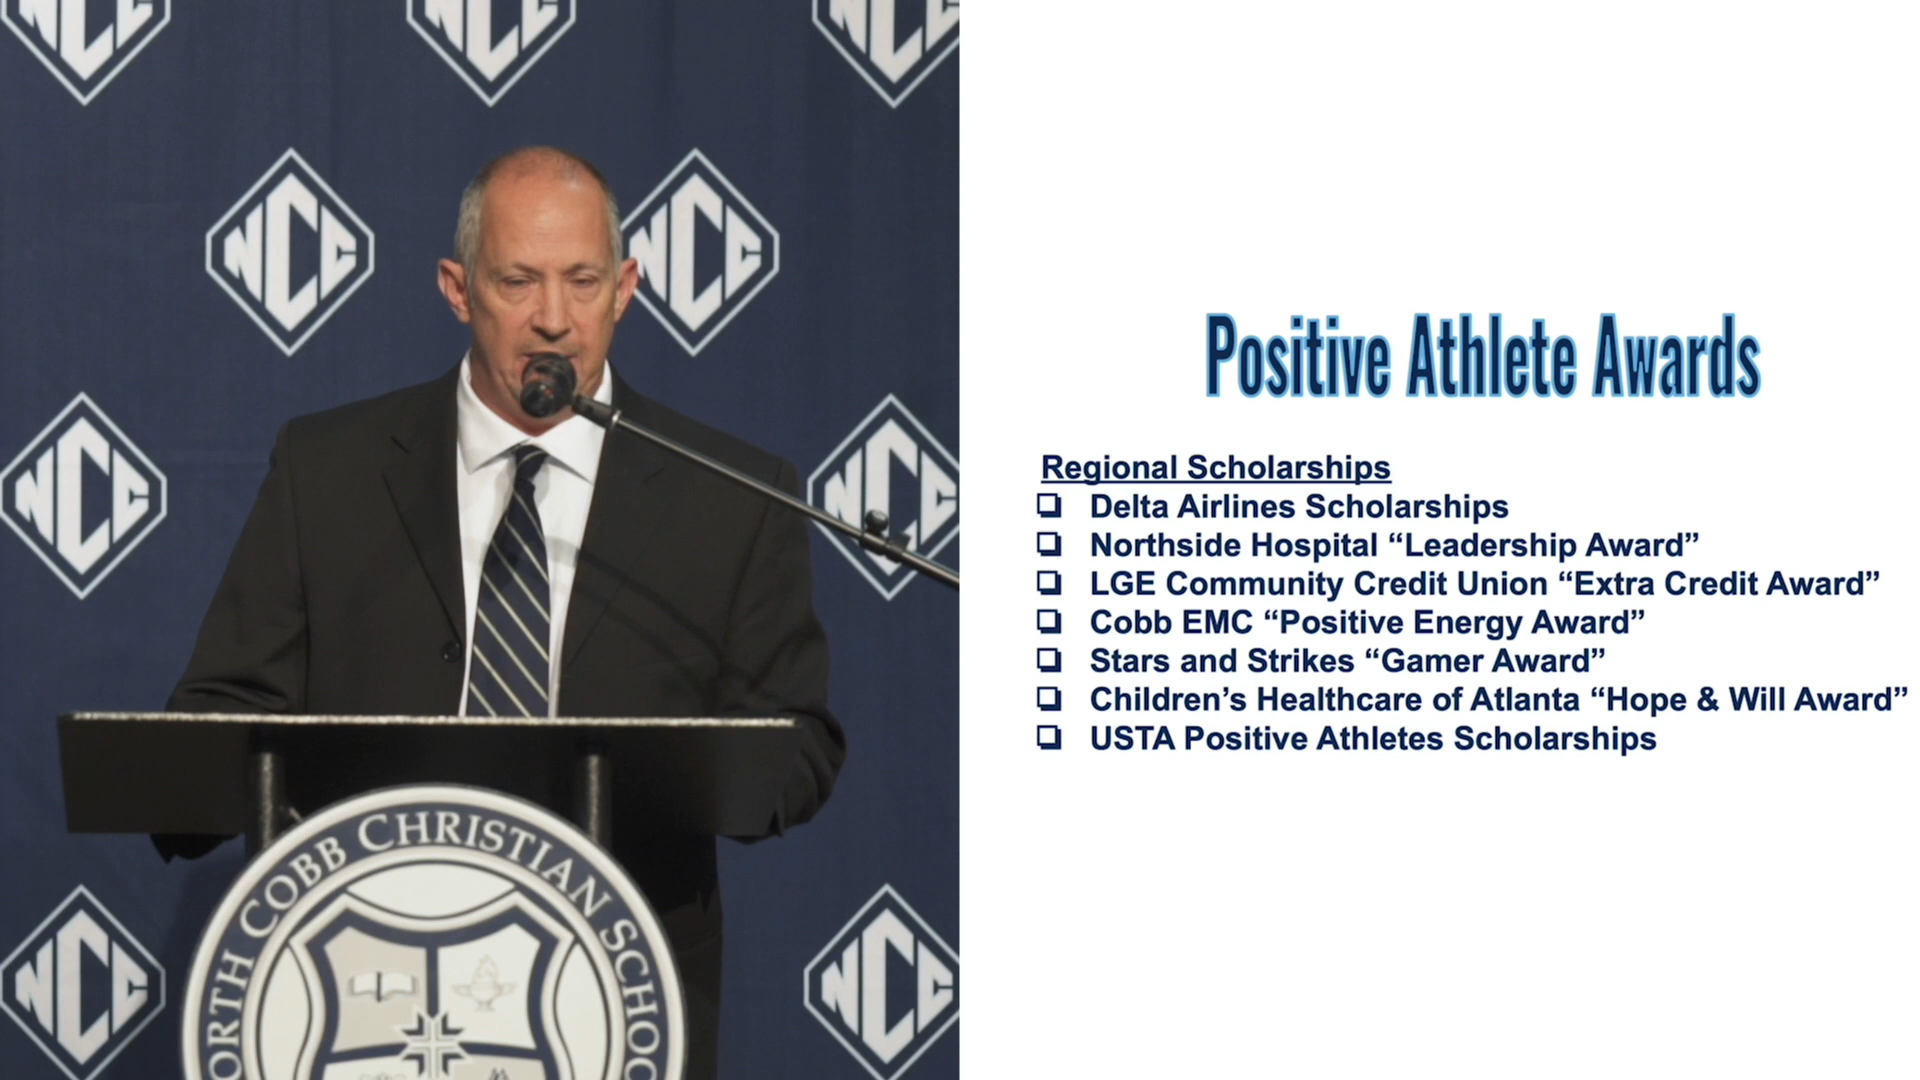 NCC
NCC
NCC
NCC
NCC
NCC
NCC
NCC
NCC
NORTH COBB CHRISTIAN SCHOOL
Positive Athlete Awards
Regional Scholarships
❏ Delta Airlines Scholarships
❏ Northside Hospital “Leadership Award”
❏ LGE Community Credit Union “Extra Credit Award”
❏ Cobb EMC “Positive Energy Award”
❏ Stars and Strikes “Gamer Award”
❏ Children’s Healthcare of Atlanta “Hope & Will Award”
❏ USTA Positive Athletes Scholarships